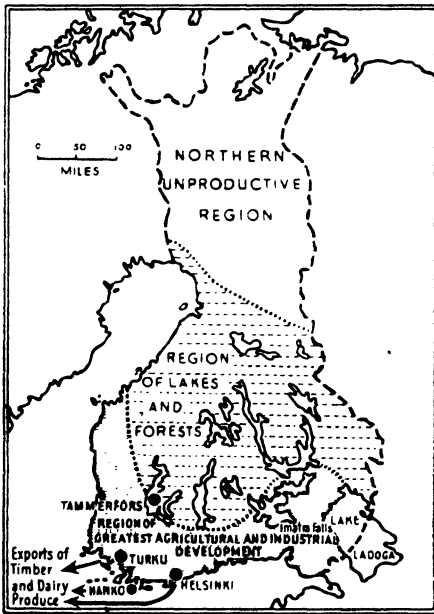 0 50 100
MILES
NORTHERN
UNPRODUCTIVE
REGION
REGION
OF LAKES
AND
FORESTS
TAMMERFORS
REGION OF
GREATEST AGRICULTURAL AND INDUSTRIAL
DEVELOPMENT
Imatra Falls
LAKE
LADOGA
Exports of
Timber
and Dairy
Produce
TURKU
HANKO
HELSINKI